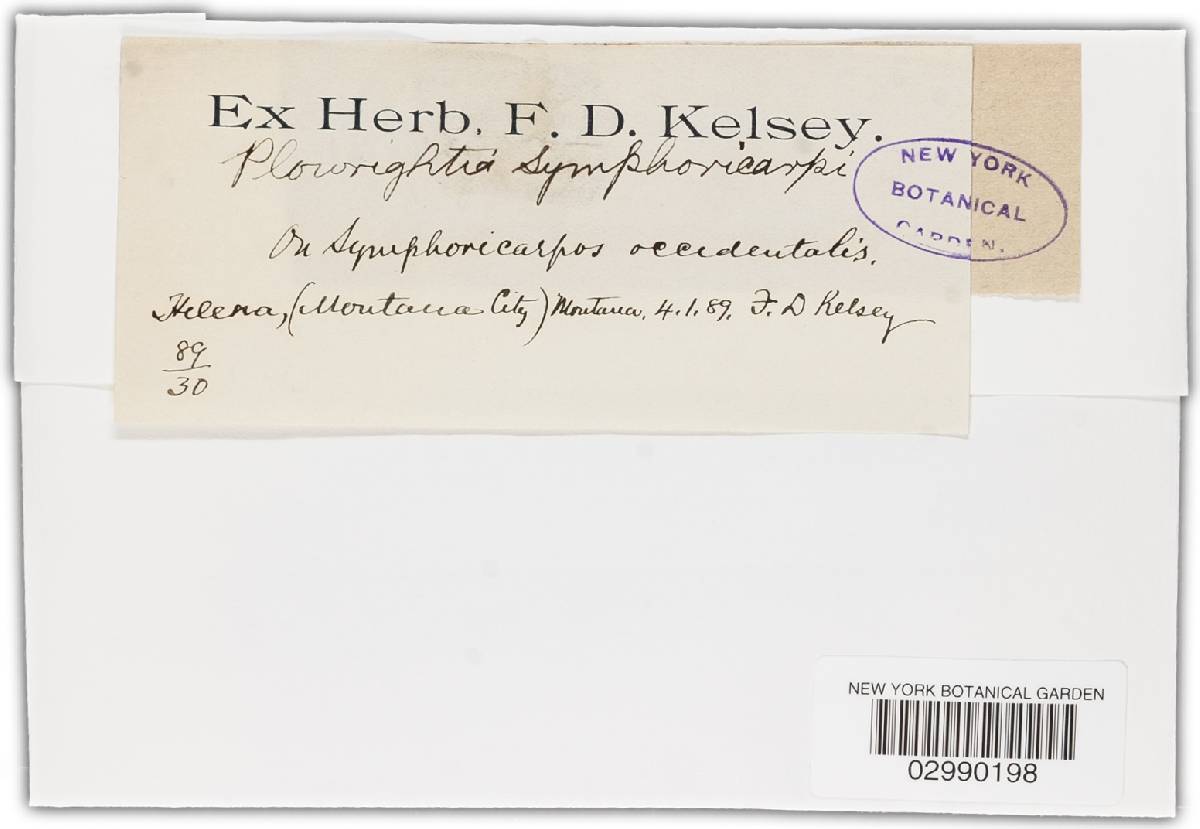 Ex Herb. F. D. Kelsey.
Plowrightia Symphoricarpi
On Symphoricarpos occidentalis.
Helena, (Montana City) Montana. 4.1.89. F. D Kelsey
89
30
NEW YORK
BOTANICAL
GARDEN.
NEW YORK BOTANICAL GARDEN
02990198